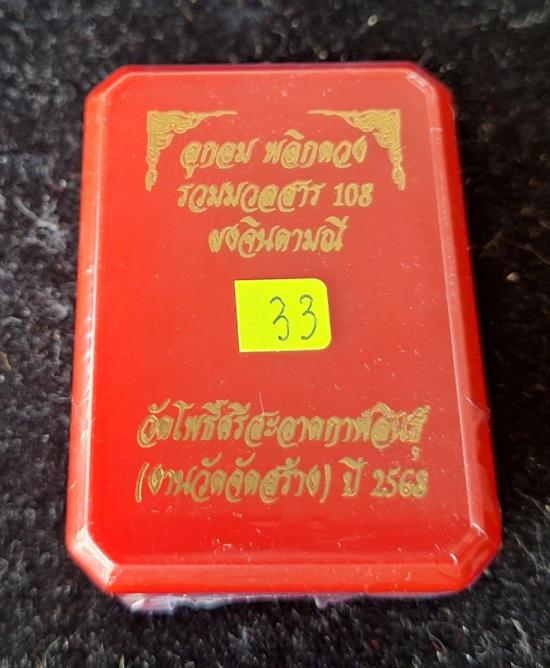 ลูกอม พลิกดวง
รวมมวลสาร 108
ผงจินดามณี
33
วัดโพธิ์ศรีสะอาดกาฬสินธุ์
(งานวัดจัดสร้าง) ปี 2568